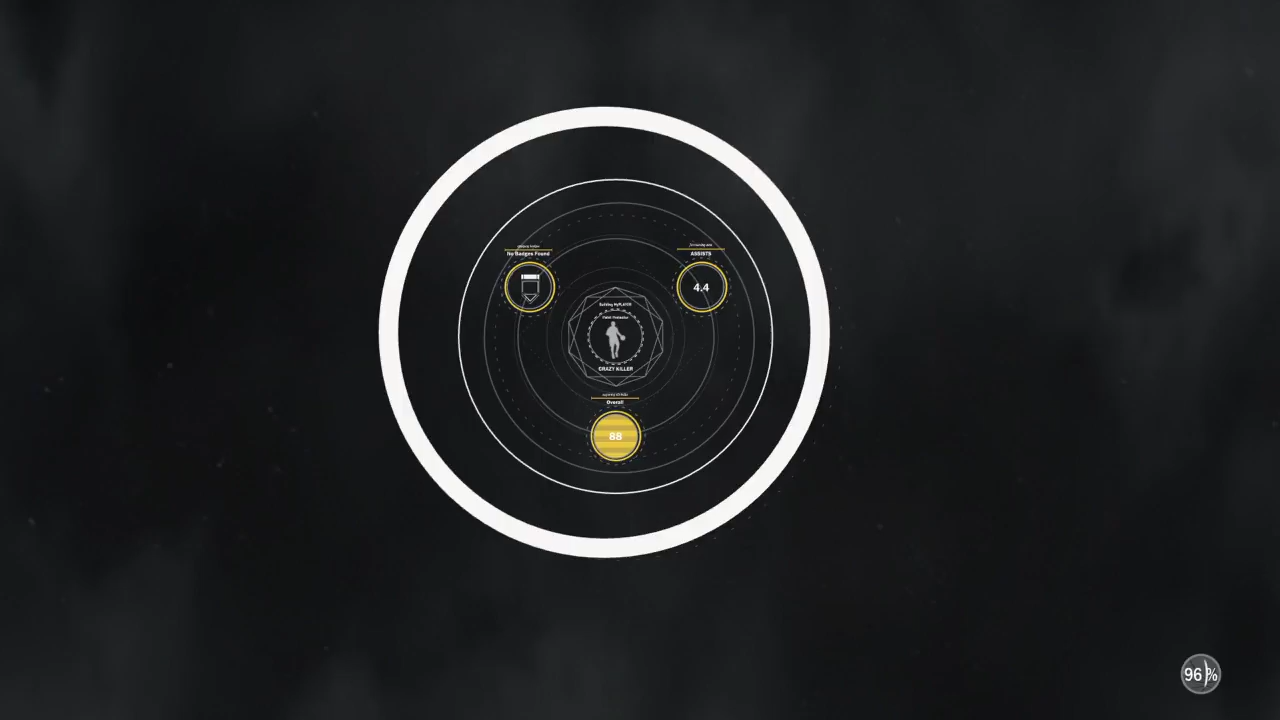 No Badges Found
ASSISTS
4.4
Building MyPLAYER
CRAZY KILLER
Overall
88
96%